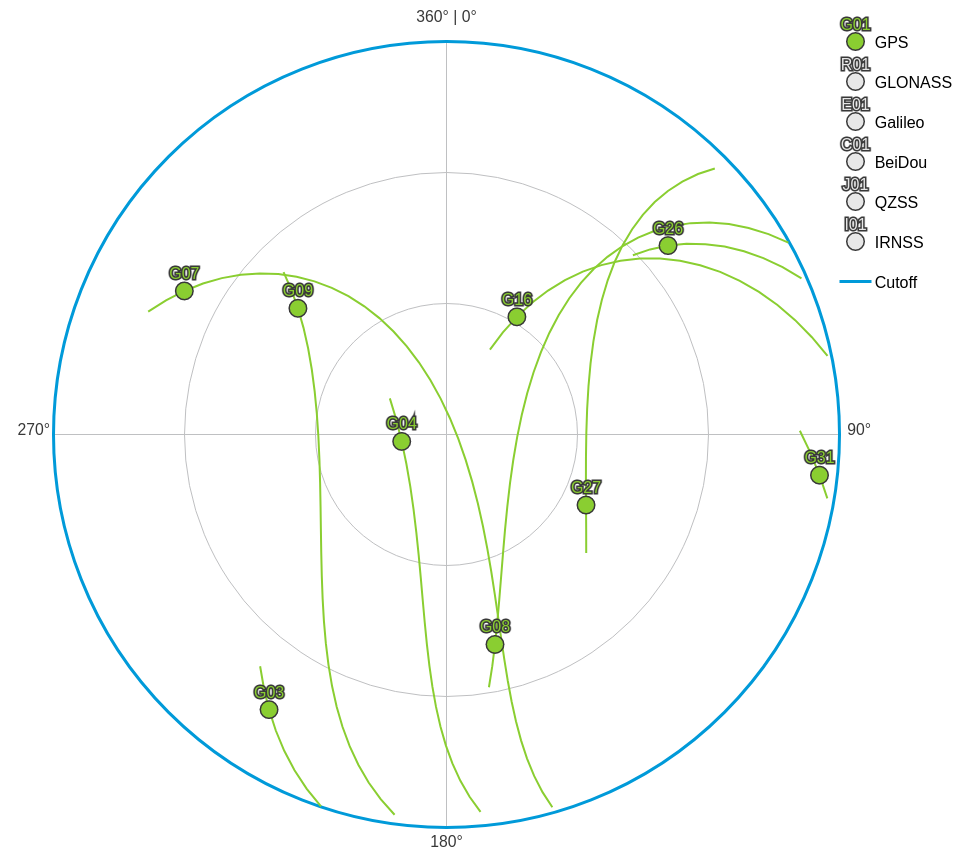 360° | 0°
G01
GPS
R01
GLONASS
E01
Galileo
C01
BeiDou
J01
QZSS
I01
IRNSS
Cutoff
G26
G07
G09
G16
G04
270°
90°
G31
G27
G08
G03
180°